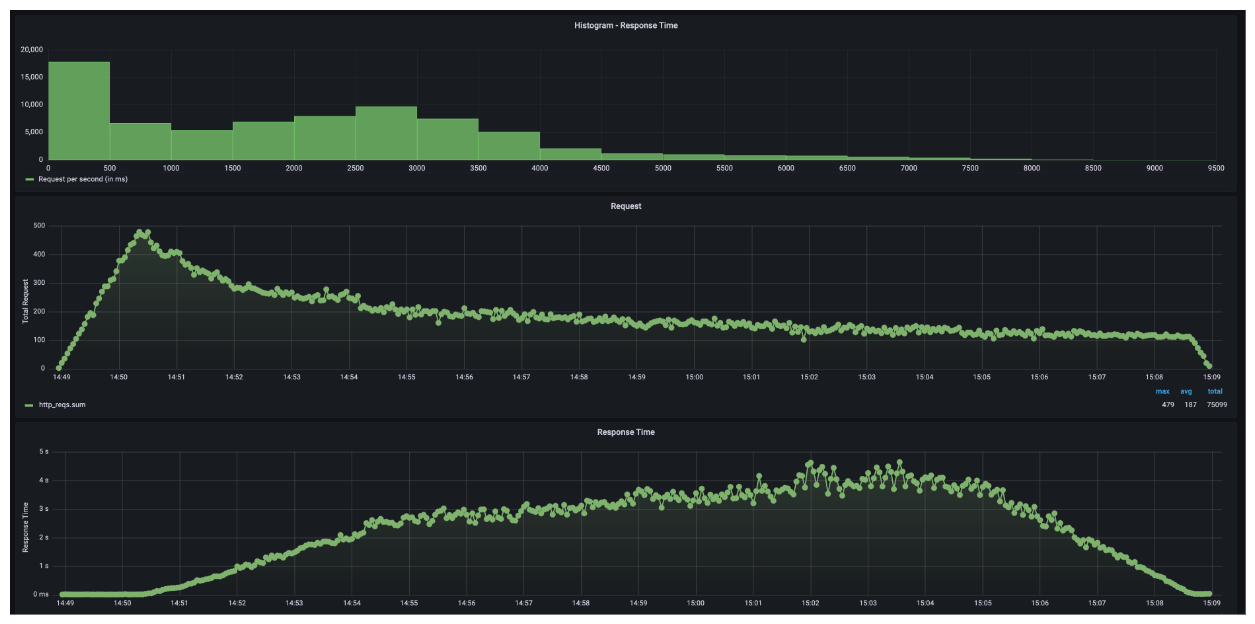 Histogram - Response Time
20,000
15,000
10,000
5,000
0
0 500 1000 1500 2000 2500 3000 3500 4000 4500 5000 5500 6000 6500 7000 7500 8000 8500 9000 9500
Request per second (in ms)
Request
Total Request
500
400
300
200
100
0
14:49 14:50 14:51 14:52 14:53 14:54 14:55 14:56 14:57 14:58 14:59 15:00 15:01 15:02 15:03 15:04 15:05 15:06 15:07 15:08 15:09
max avg total
http_reqs.sum 479 187 75099
Response Time
Response Time
5 s
4 s
3 s
2 s
1 s
0 ms
14:49 14:50 14:51 14:52 14:53 14:54 14:55 14:56 14:57 14:58 14:59 15:00 15:01 15:02 15:03 15:04 15:05 15:06 15:07 15:08 15:09